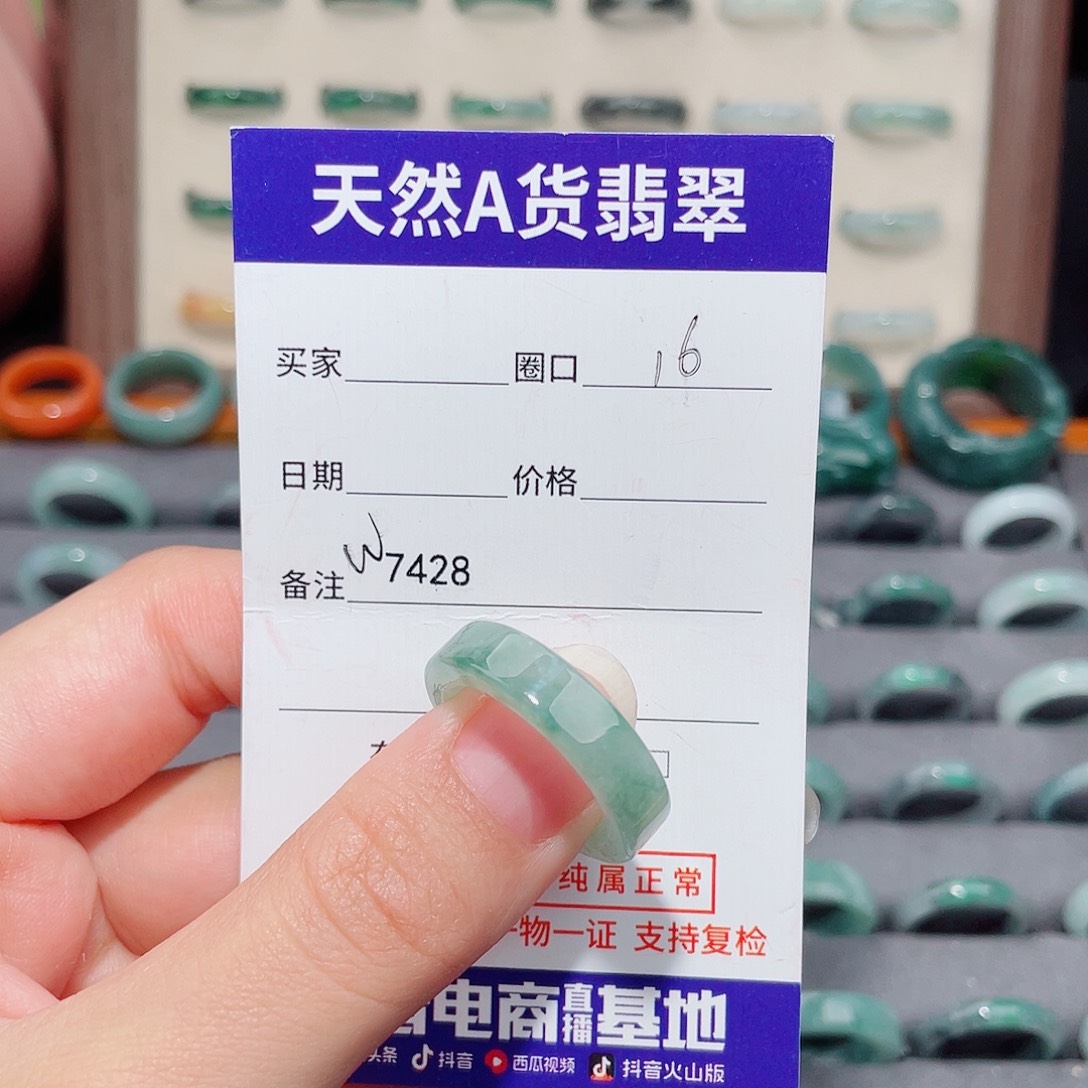 天然A货翡翠
买家 圈口 16
日期 价格
备注 W7428
纯属正常
物一证 支持复检
电商直播基地
头条 抖音 西瓜视频 抖音火山版